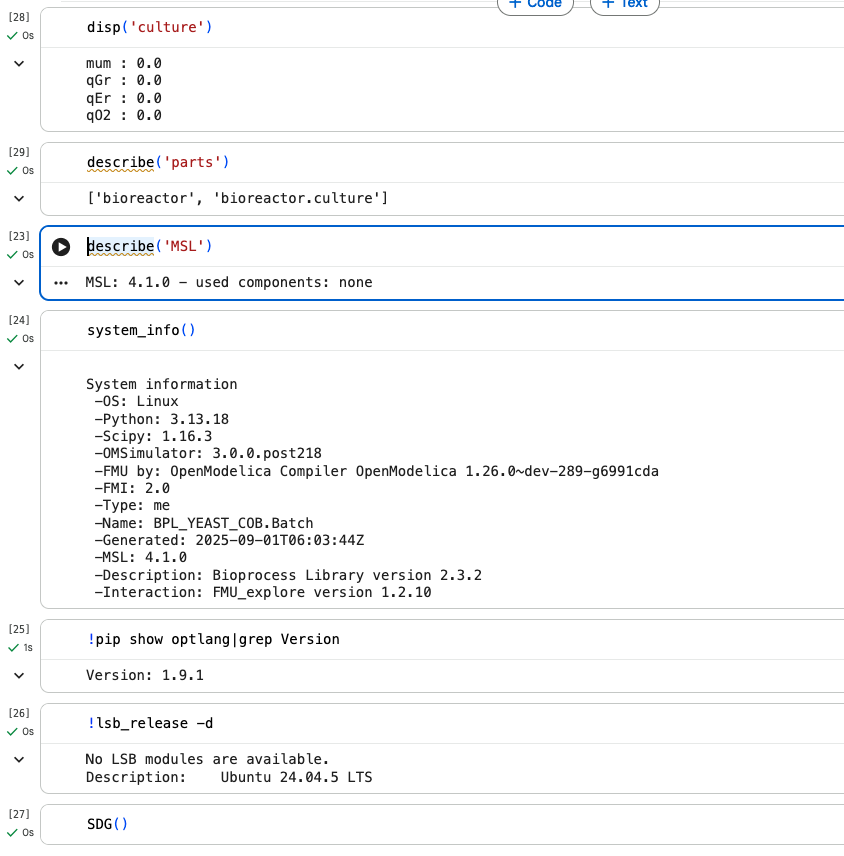 + Code + Text
[28] disp('culture')
0s
mum : 0.0
qGr : 0.0
qEr : 0.0
qO2 : 0.0
[29] describe('parts')
0s
['bioreactor', 'bioreactor.culture']
[23] describe('MSL')
0s
MSL: 4.1.0 - used components: none
[24] system_info()
0s
System information
-OS: Linux
-Python: 3.13.18
-Scipy: 1.16.3
-OMSimulator: 3.0.0.post218
-FMU by: OpenModelica Compiler OpenModelica 1.26.0~dev-289-g6991cda
-FMI: 2.0
-Type: me
-Name: BPL_YEAST_COB.Batch
-Generated: 2025-09-01T06:03:44Z
-MSL: 4.1.0
-Description: Bioprocess Library version 2.3.2
-Interaction: FMU_explore version 1.2.10
[25] !pip show optlang|grep Version
1s
Version: 1.9.1
[26] !lsb_release -d
0s
No LSB modules are available.
Description: Ubuntu 24.04.5 LTS
[27] SDG()
0s